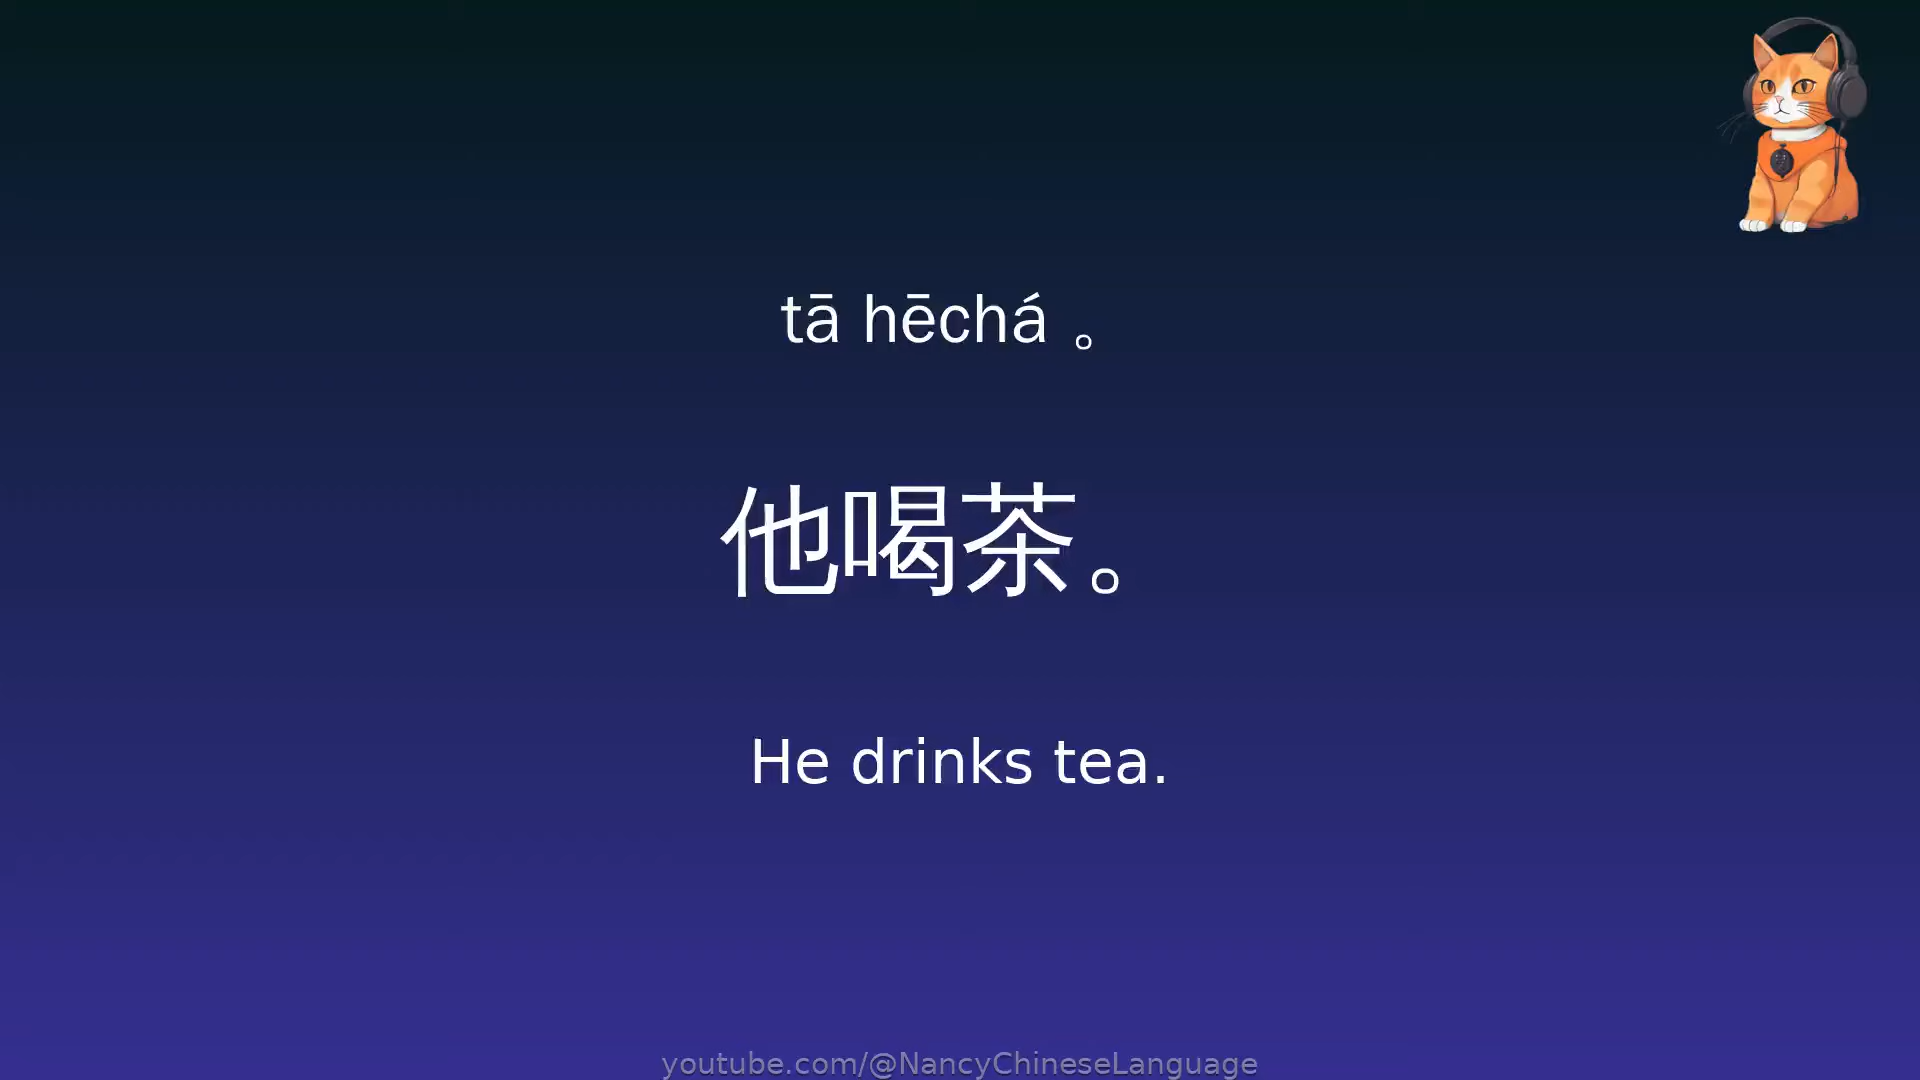 tā hēchá 。
他喝茶。
He drinks tea.
youtube.com/@NancyChineseLanguage